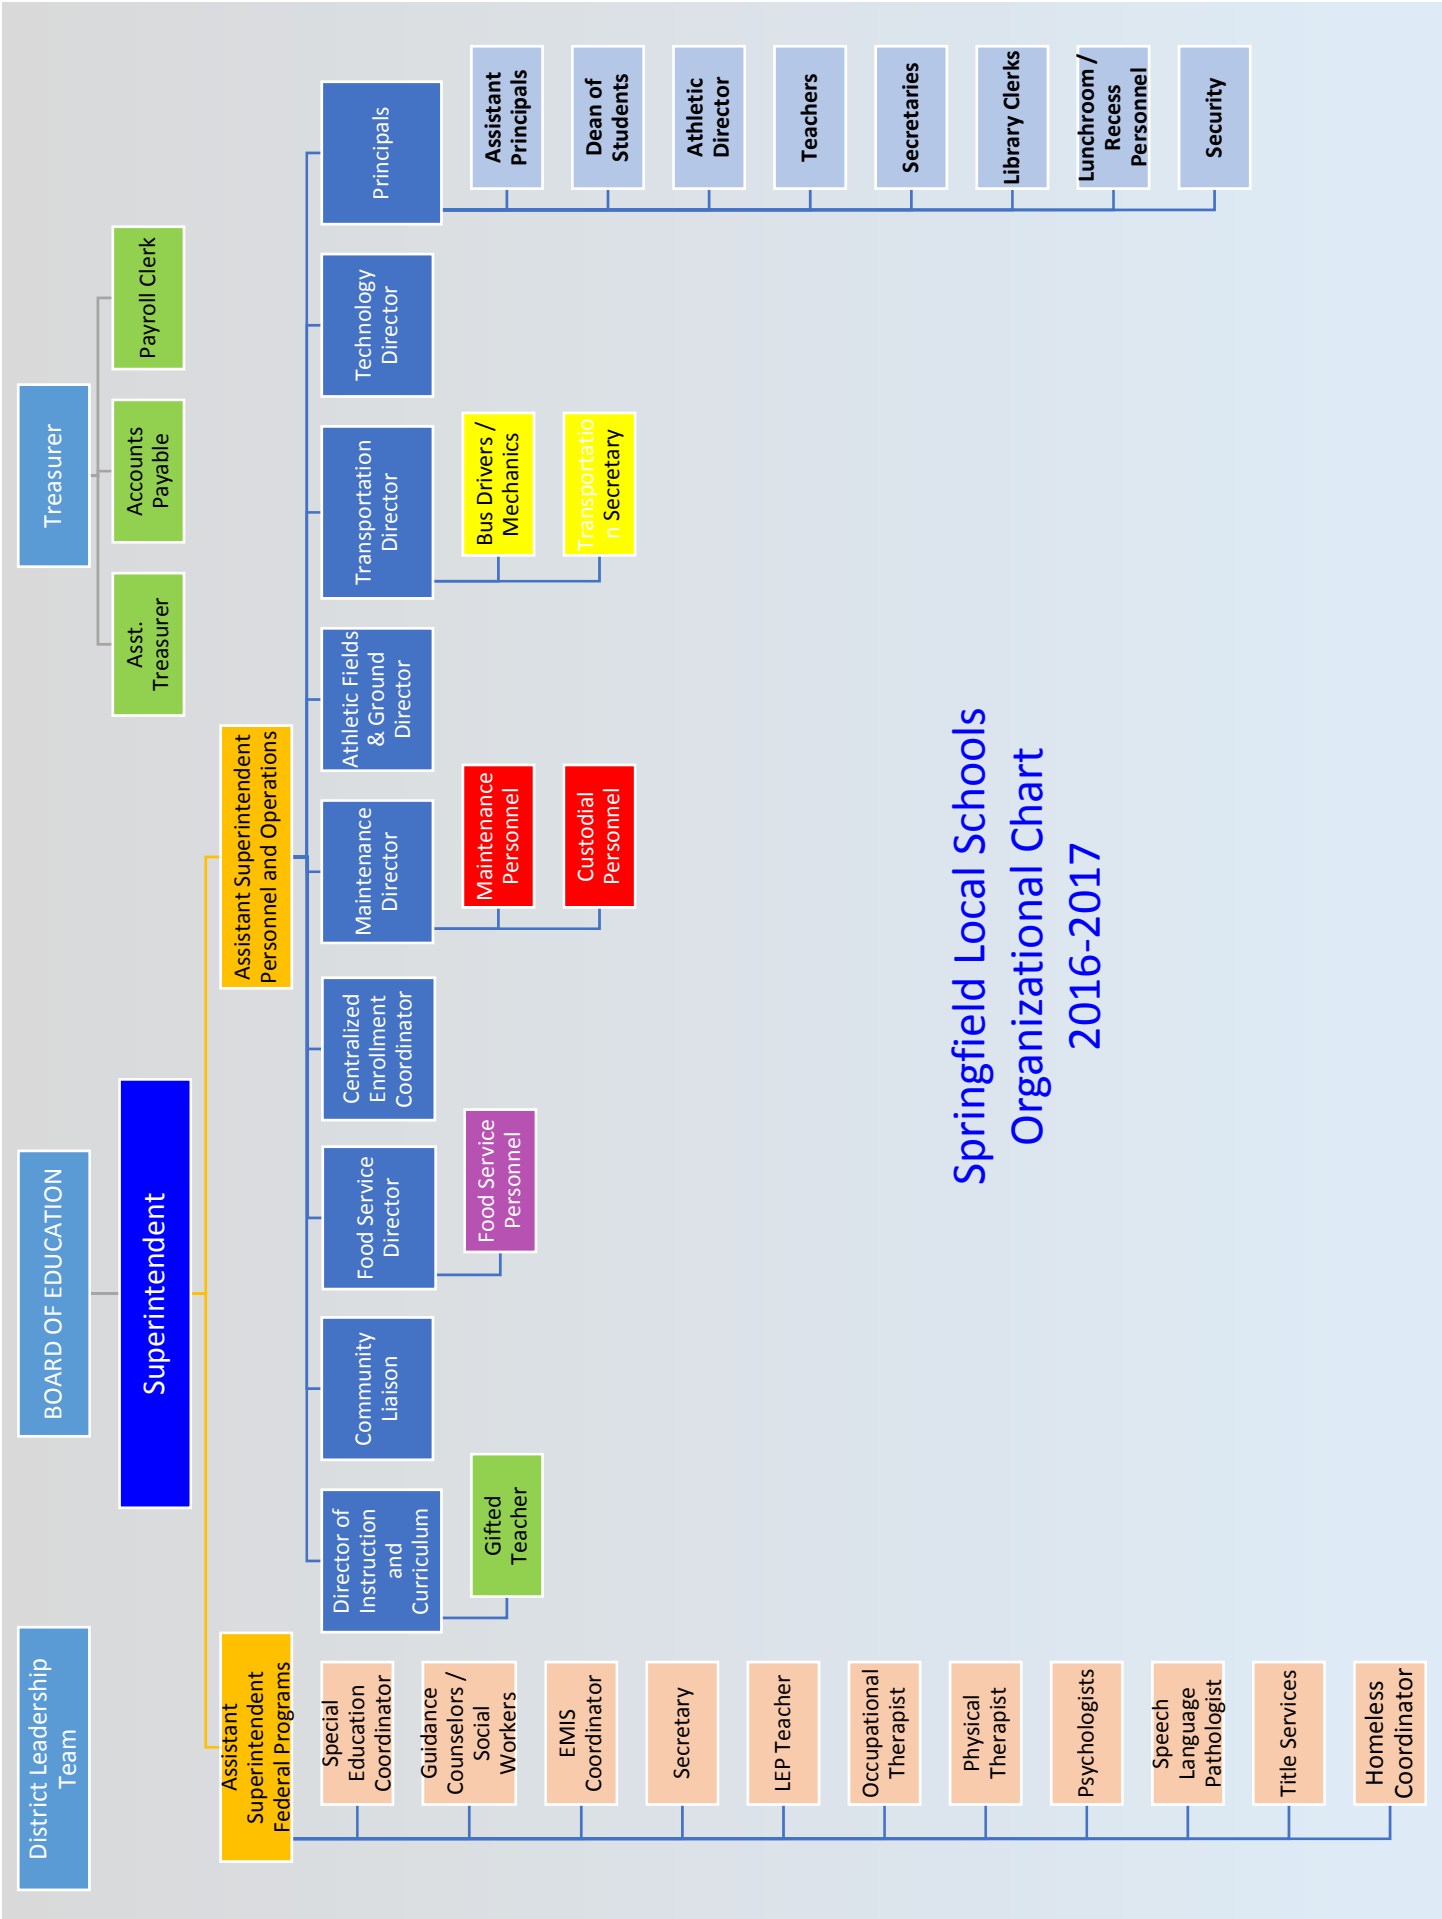 District Leadership
Team
BOARD OF EDUCATION
Treasurer
Superintendent
Asst.
Treasurer
Accounts
Payable
Payroll Clerk
Assistant
Superintendent
Federal Programs
Assistant Superintendent
Personnel and Operations
Special
Education
Coordinator
Guidance
Counselors /
Social
Workers
EMIS
Coordinator
Secretary
LEP Teacher
Occupational
Therapist
Physical
Therapist
Psychologists
Speech
Language
Pathologist
Title Services
Homeless
Coordinator
Director of
Instruction
and
Curriculum
Gifted
Teacher
Community
Liaison
Food Service
Director
Food Service
Personnel
Centralized
Enrollment
Coordinator
Maintenance
Director
Maintenance
Personnel
Custodial
Personnel
Athletic Fields
& Ground
Director
Transportation
Director
Bus Drivers /
Mechanics
Transportatio
n Secretary
Technology
Director
Principals
Assistant
Principals
Dean of
Students
Athletic
Director
Teachers
Secretaries
Library Clerks
Lunchroom /
Recess
Personnel
Security
Springfield Local Schools
Organizational Chart
2016-2017